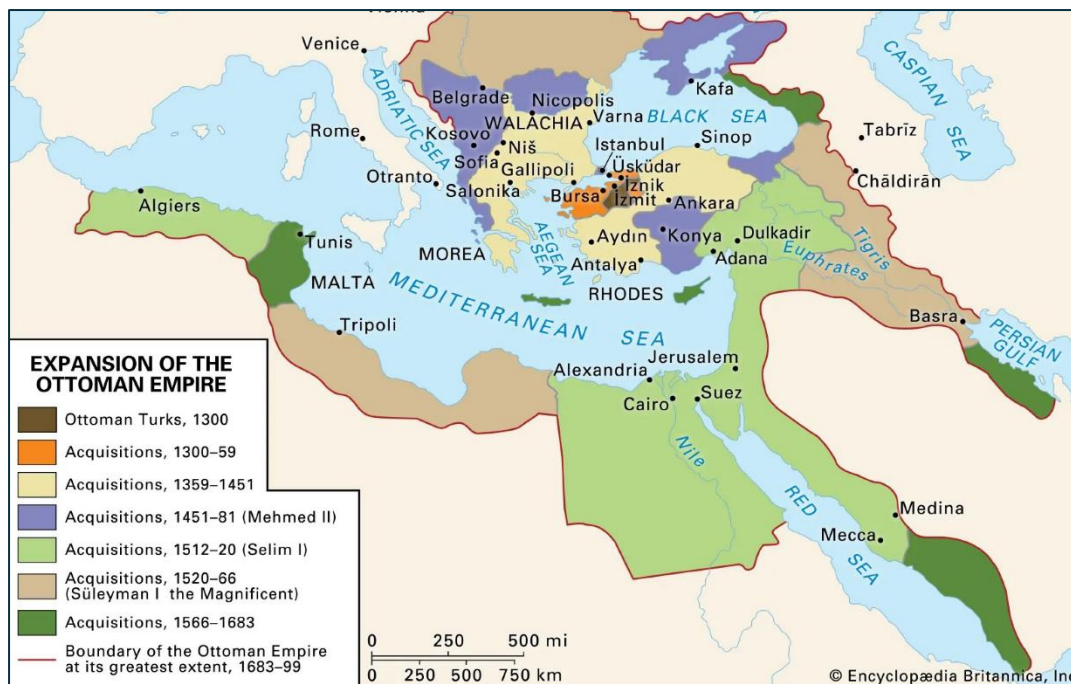 Venice
ADRIATIC SEA
Belgrade
Nicopolis
WALACHIA
Varna
Kosovo
Niš
Sofia
Rome
Otranto
Salonika
Gallipoli
Istanbul
Üsküdar
İznik
İzmit
Bursa
BLACK SEA
Kafa
Sinop
Ankara
CASPIAN
SEA
Tabrīz
Chāldirān
Algiers
Tunis
MALTA
Tripoli
MOREA
AEGEAN
SEA
Aydın
Antalya
Konya
Dulkadir
Adana
Euphrates
Tigris
RHODES
MEDITERRANEAN SEA
Basra
PERSIAN
GULF
Jerusalem
Alexandria
Cairo
Suez
Nile
RED
SEA
Medina
Mecca
EXPANSION OF THE
OTTOMAN EMPIRE
Ottoman Turks, 1300
Acquisitions, 1300–59
Acquisitions, 1359–1451
Acquisitions, 1451–81 (Mehmed II)
Acquisitions, 1512–20 (Selim I)
Acquisitions, 1520–66
(Süleyman I the Magnificent)
Acquisitions, 1566–1683
Boundary of the Ottoman Empire
at its greatest extent, 1683–99
0 250 500 mi
0 250 500 750 km
© Encyclopædia Britannica, Inc